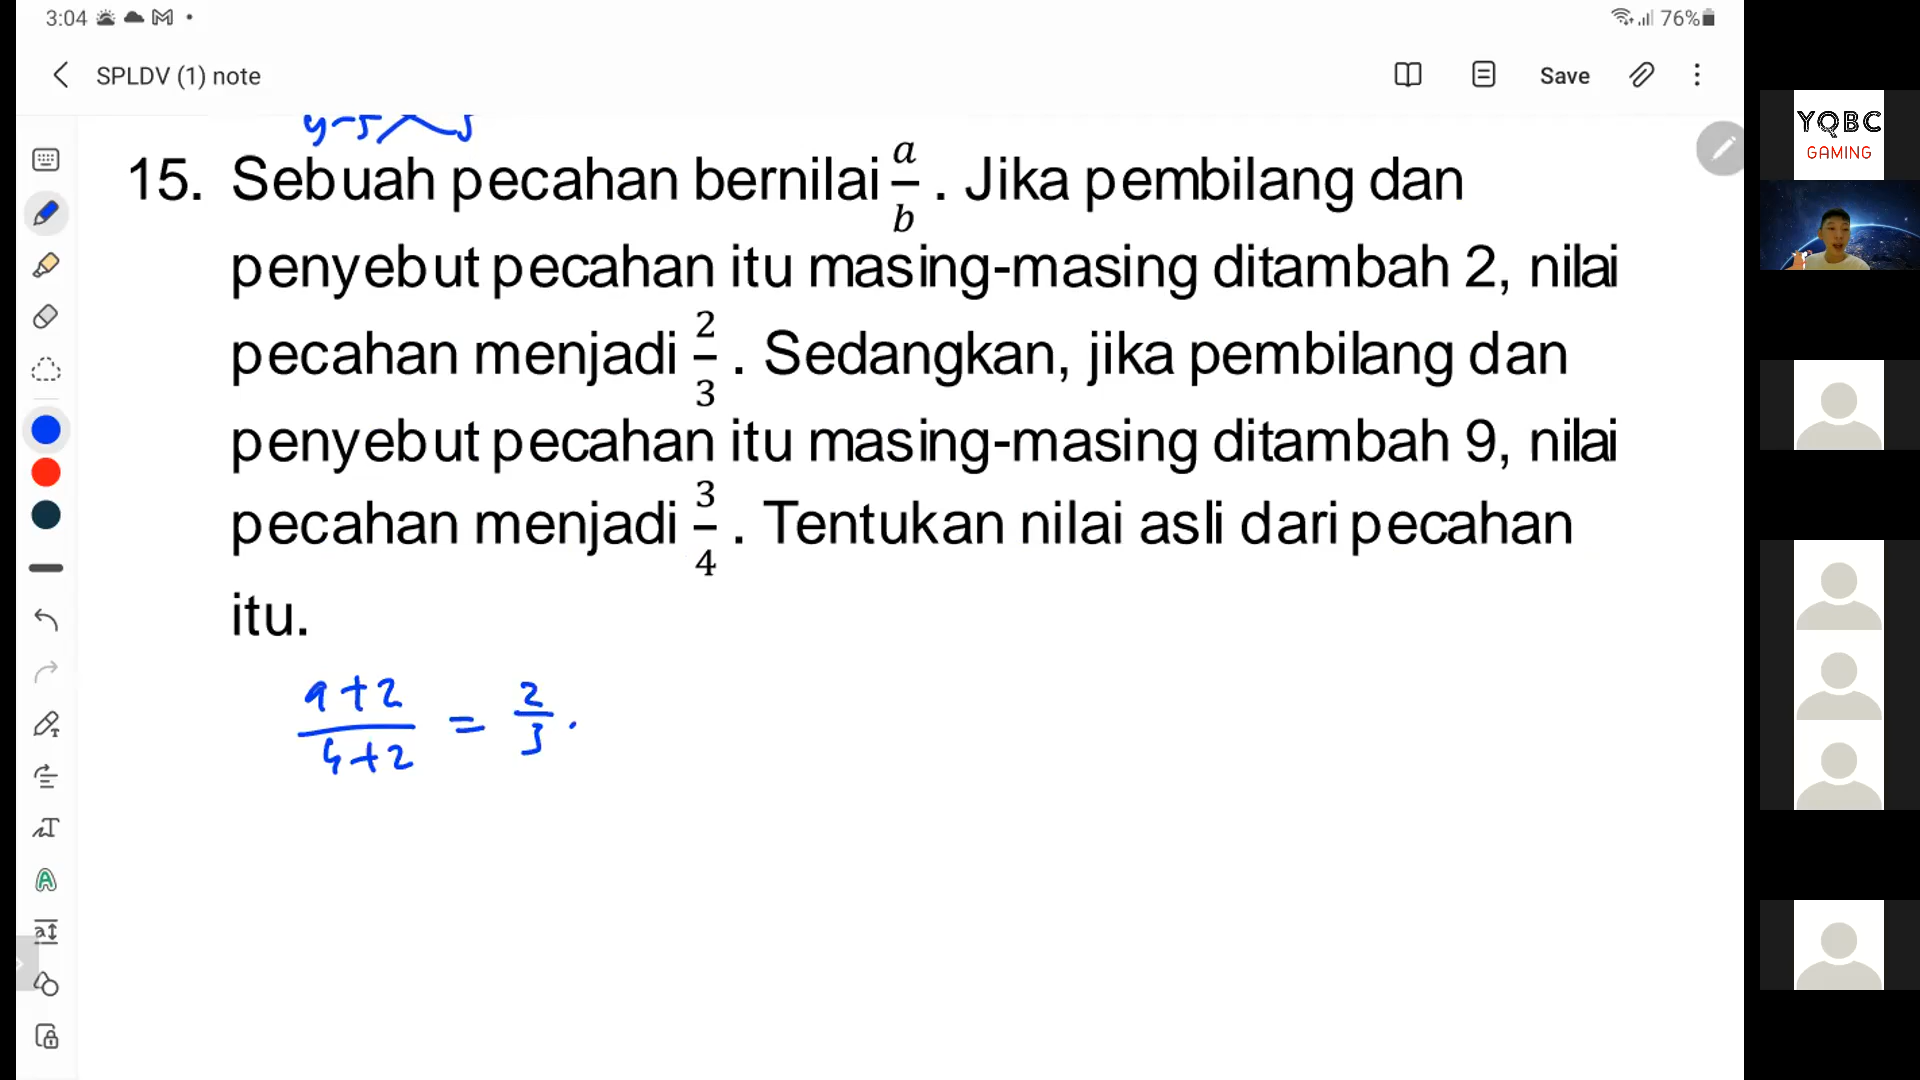 3:04 76%
SPLDV (1) note Save
y-5 5
15. Sebuah pecahan bernilai a/b . Jika pembilang dan
penyebut pecahan itu masing-masing ditambah 2, nilai
pecahan menjadi 2/3 . Sedangkan, jika pembilang dan
penyebut pecahan itu masing-masing ditambah 9, nilai
pecahan menjadi 3/4 . Tentukan nilai asli dari pecahan
itu.
a+2/b+2 = 2/3 .
YQBC
GAMING